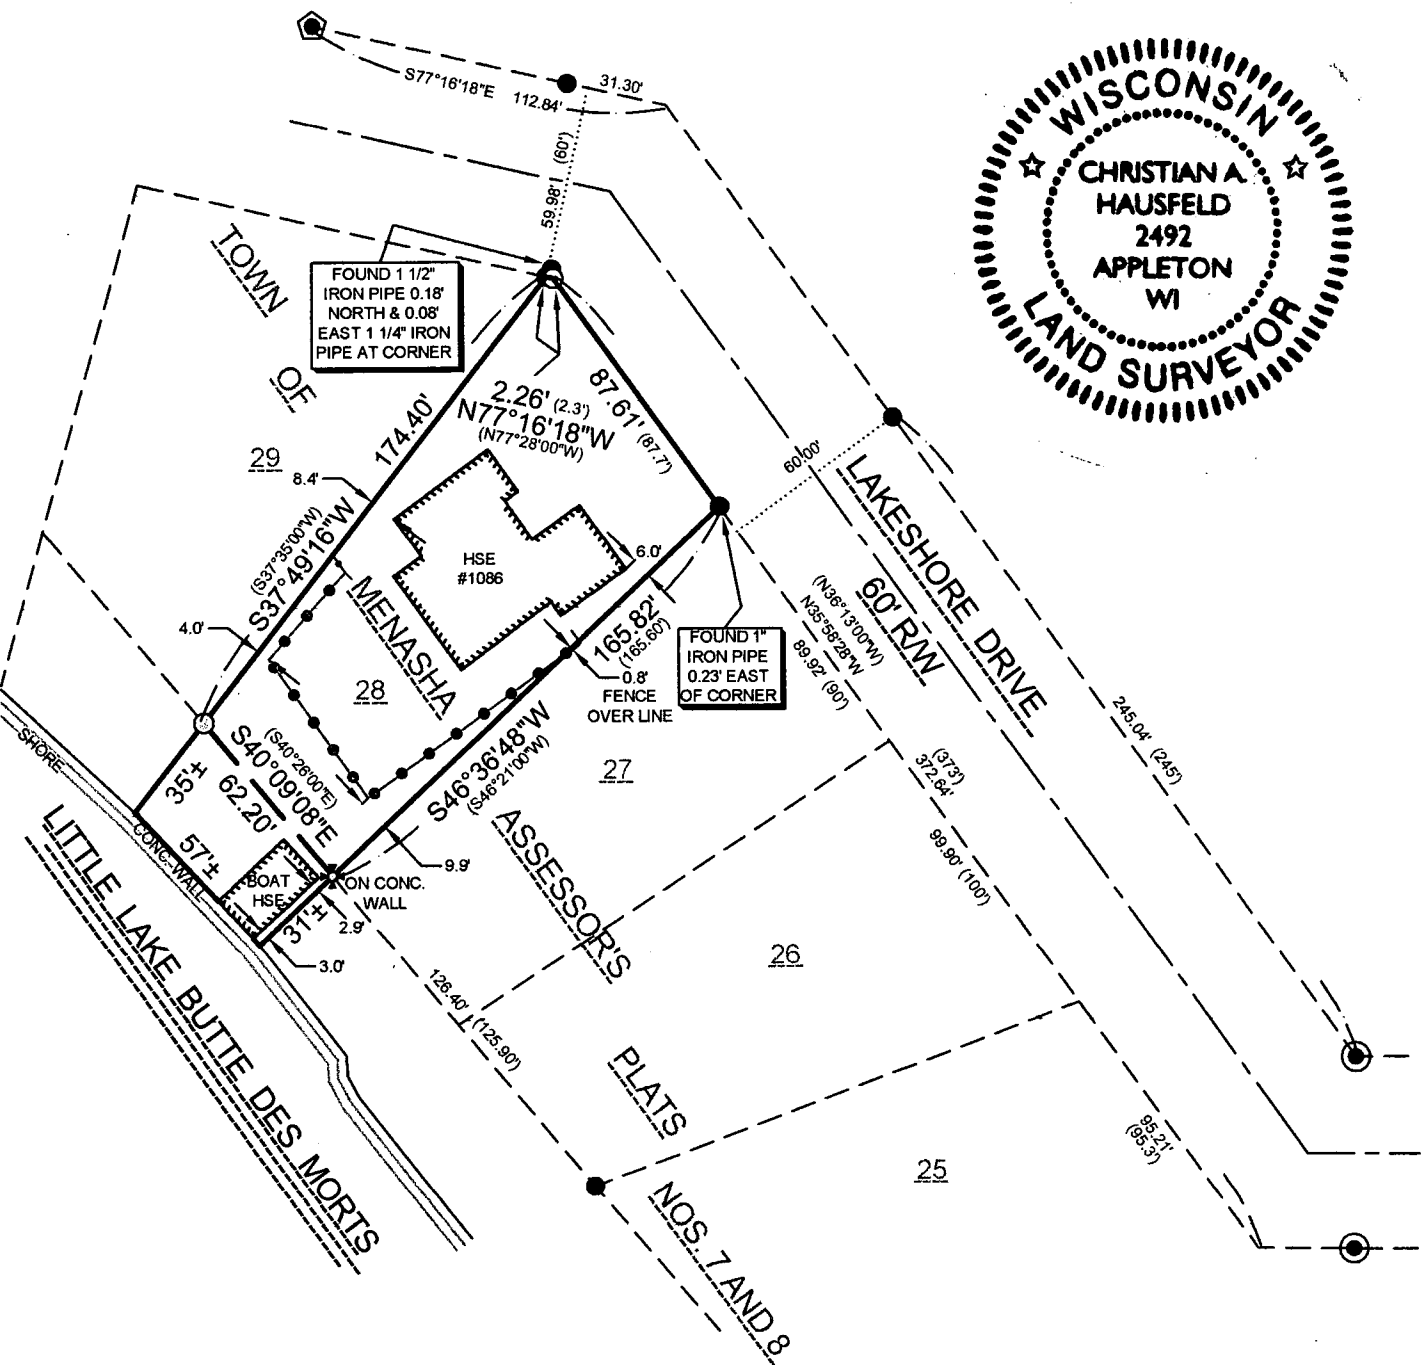 S77°16'18"E
112.84'
31.30'
59.98' (60')
WISCONSIN
CHRISTIAN A.
HAUSFELD
2492
APPLETON
WI
LAND SURVEYOR
TOWN
OF
MENASHA
ASSESSOR'S
PLATS
NOS. 7 AND 8
FOUND 1 1/2"
IRON PIPE 0.18'
NORTH & 0.08'
EAST 1 1/4" IRON
PIPE AT CORNER
2.26' (2.3')
N77°16'18"W
(N77°28'00"W)
87.61' (87.7')
174.40'
29
8.4'
(S37°35'00"W)
S37°49'16"W
4.0'
HSE
#1086
6.0'
60.00'
LAKESHORE DRIVE
60' R/W
(N36°13'00"W)
N35°58'28"W
89.92' (90')
165.82'
(165.60')
FOUND 1"
IRON PIPE
0.23' EAST
OF CORNER
0.8'
FENCE
OVER LINE
28
27
S46°36'48"W
(S46°21'00"W)
(S40°26'00"E)
S40°09'08"E
62.20'
35'±
57'±
31'±
SHORE
CONC. WALL
BOAT
HSE
ON CONC.
WALL
9.9'
2.9'
3.0'
(373')
372.64'
245.04' (245')
99.90' (100')
26
126.40' (125.90')
95.21'
(95.3')
25
LITTLE LAKE BUTTE DES MORTS